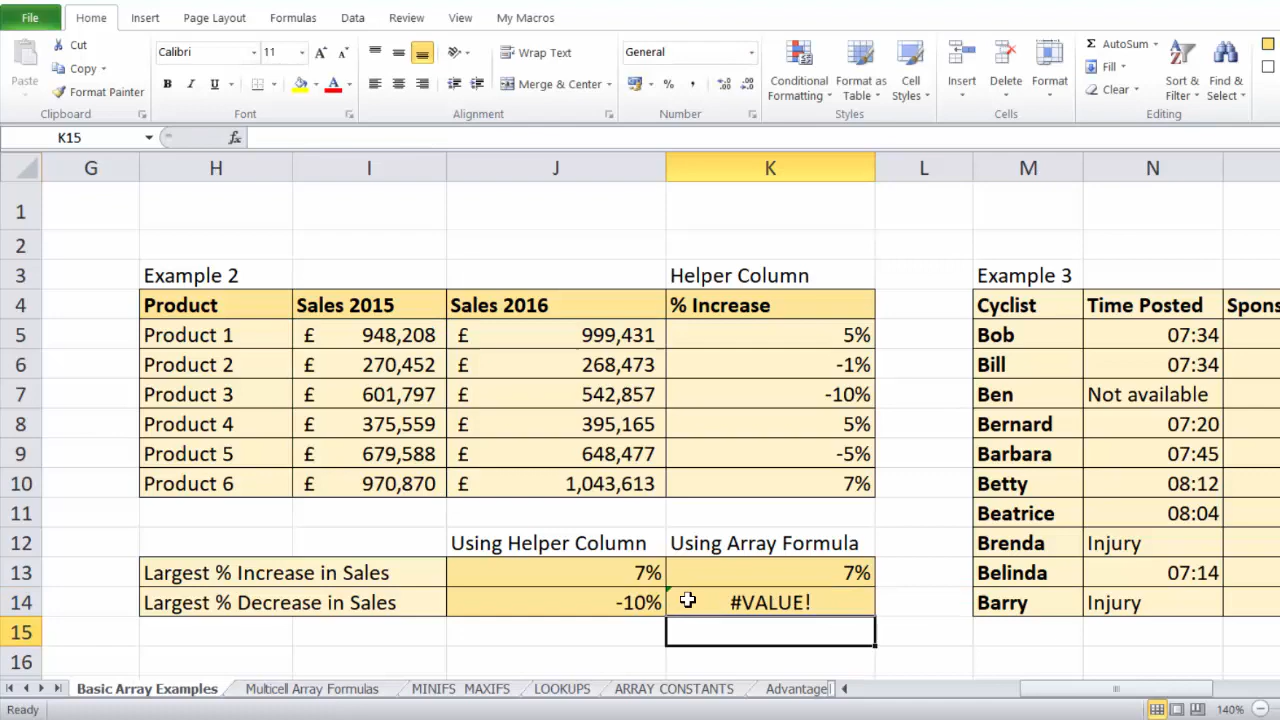 File Home Insert Page Layout Formulas Data Review View My Macros
Paste Cut Copy Format Painter Clipboard
Calibri 11 B I U A Font
Wrap Text Merge & Center Alignment
General % , Number
Conditional Formatting Format as Table Cell Styles Styles
Insert Delete Format Cells
Σ AutoSum Fill Clear Sort & Filter Find & Select Editing
K15 fx
G H I J K L M N
1
2
3 Example 2 Helper Column Example 3
4 Product Sales 2015 Sales 2016 % Increase Cyclist Time Posted Spons
5 Product 1 £ 948,208 £ 999,431 5% Bob 07:34
6 Product 2 £ 270,452 £ 268,473 -1% Bill 07:34
7 Product 3 £ 601,797 £ 542,857 -10% Ben Not available
8 Product 4 £ 375,559 £ 395,165 5% Bernard 07:20
9 Product 5 £ 679,588 £ 648,477 -5% Barbara 07:45
10 Product 6 £ 970,870 £ 1,043,613 7% Betty 08:12
11 Beatrice 08:04
12 Using Helper Column Using Array Formula Brenda Injury
13 Largest % Increase in Sales 7% 7% Belinda 07:14
14 Largest % Decrease in Sales -10% #VALUE! Barry Injury
15
16
Basic Array Examples Multicell Array Formulas MINIFS MAXIFS LOOKUPS ARRAY CONSTANTS Advantage
Ready 140%